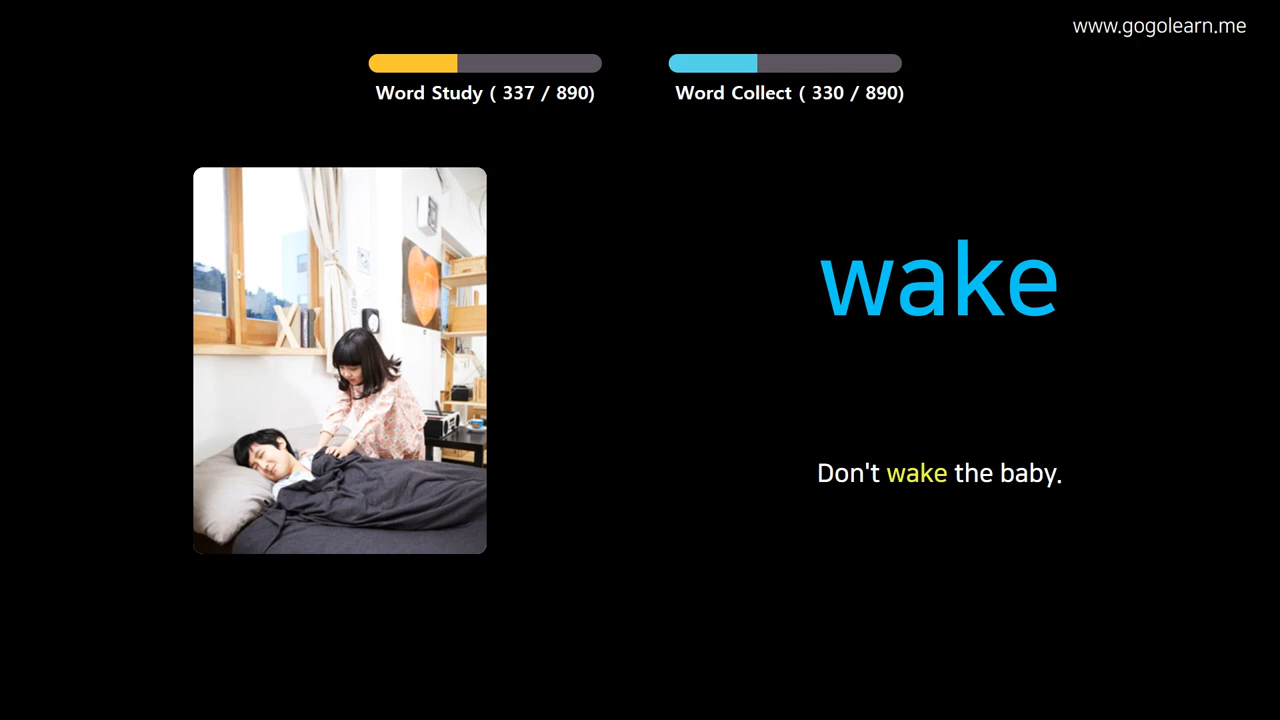 www.gogolearn.me
Word Study ( 337 / 890)
Word Collect ( 330 / 890)
wake
Don't wake the baby.